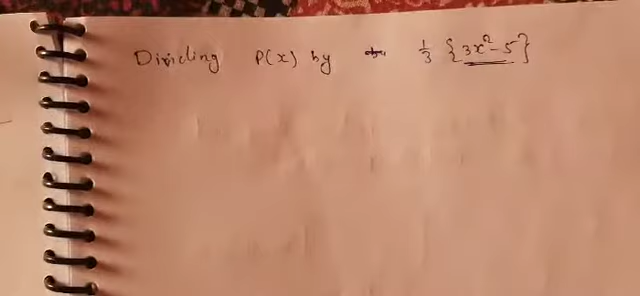 Dividing P(x) by 1/3 {3x²-5}